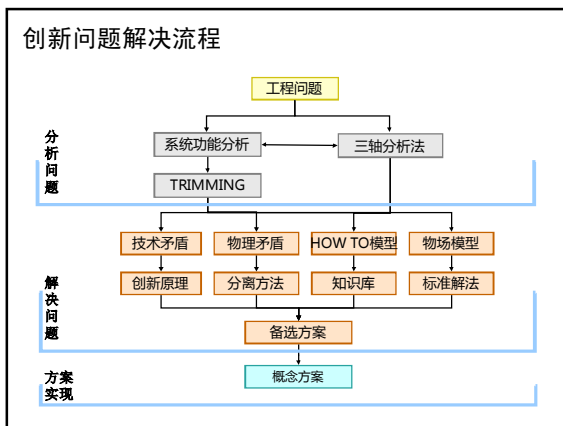 创新问题解决流程
工程问题
分
析
问
题
系统功能分析
三轴分析法
TRIMMING
技术矛盾
物理矛盾
HOW TO模型
物场模型
解
决
问
题
创新原理
分离方法
知识库
标准解法
备选方案
方案
实现
概念方案